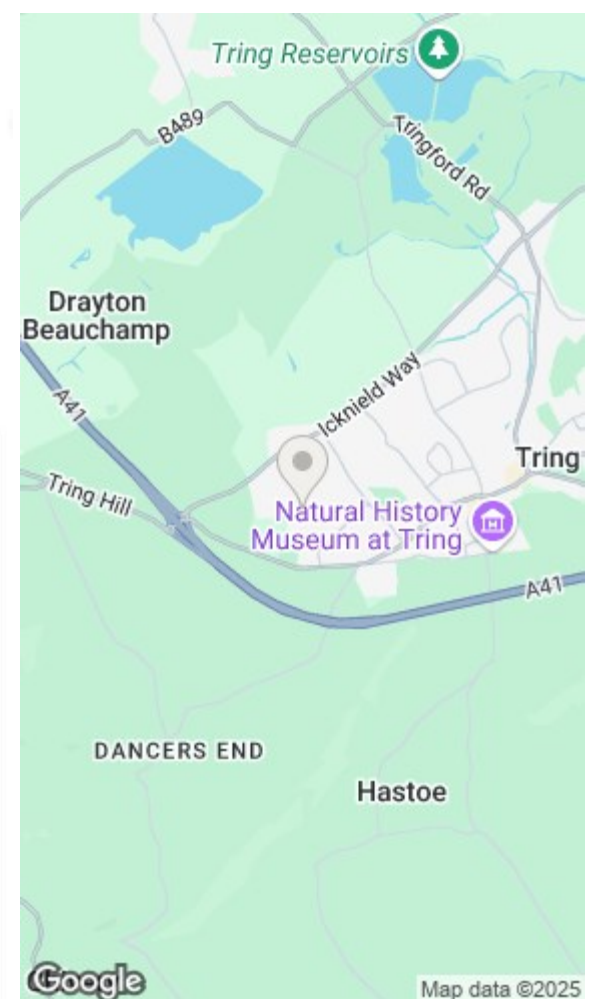 Tring Reservoirs
B489
Tringford Rd
Drayton
Beauchamp
Icknield Way
A41
Tring
Tring Hill
Natural History
Museum at Tring
A41
DANCERS END
Hastoe
Google
Map data ©2025